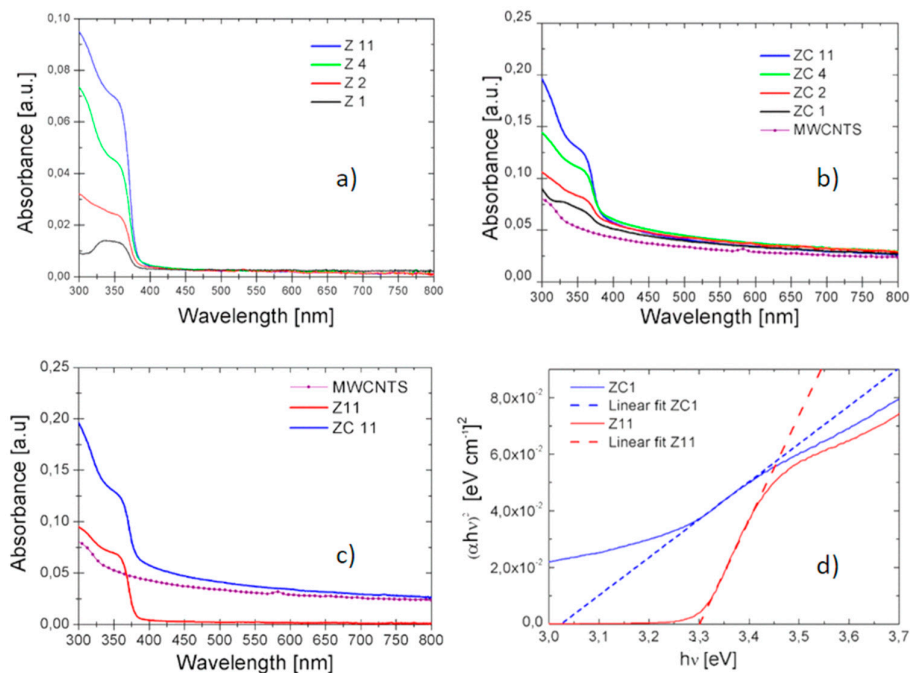 0,10
0,08
0,06
0,04
0,02
0,00
Absorbance [a.u.]
Z 11
Z 4
Z 2
Z 1
a)
300 350 400 450 500 550 600 650 700 750 800
Wavelength [nm]
0,25
0,20
0,15
0,10
0,05
0,00
Absorbance [a.u.]
ZC 11
ZC 4
ZC 2
ZC 1
MWCNTS
b)
300 350 400 450 500 550 600 650 700 750 800
Wavelength [nm]
0,25
0,20
0,15
0,10
0,05
0,00
Absorbance [a.u]
MWCNTS
Z11
ZC 11
c)
300 350 400 450 500 550 600 650 700 750 800
Wavelength [nm]
8,0x10⁻²
6,0x10⁻²
4,0x10⁻²
2,0x10⁻²
0,0
(αhν)² [eV cm⁻¹]²
ZC1
Linear fit ZC1
Z11
Linear fit Z11
d)
3,0 3,1 3,2 3,3 3,4 3,5 3,6 3,7
hν [eV]